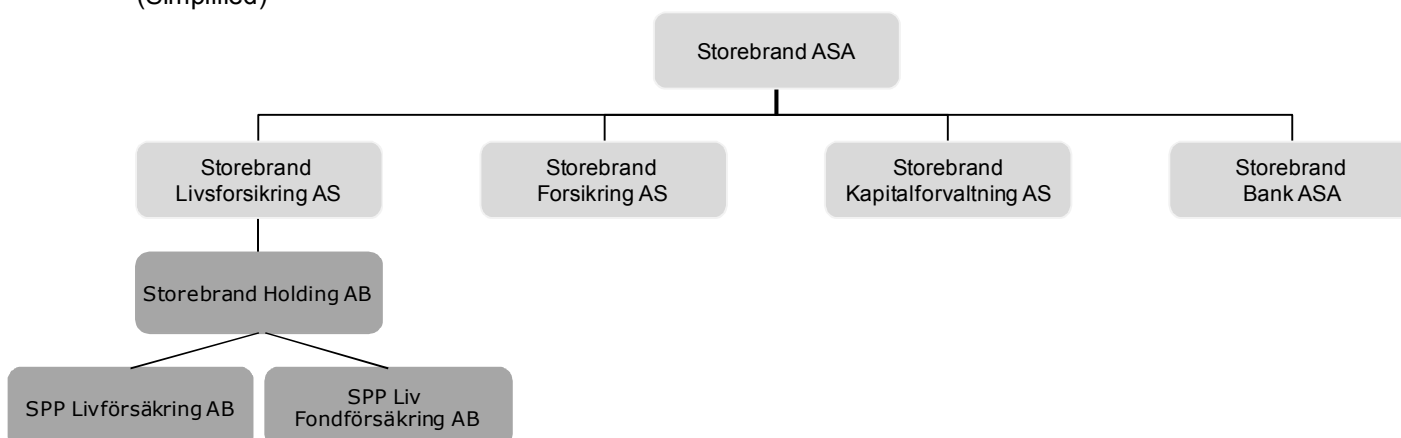 (Simplified)
Storebrand ASA
Storebrand
Livsforsikring AS
Storebrand
Forsikring AS
Storebrand
Kapitalforvaltning AS
Storebrand
Bank ASA
Storebrand Holding AB
SPP Livförsäkring AB
SPP Liv
Fondförsäkring AB